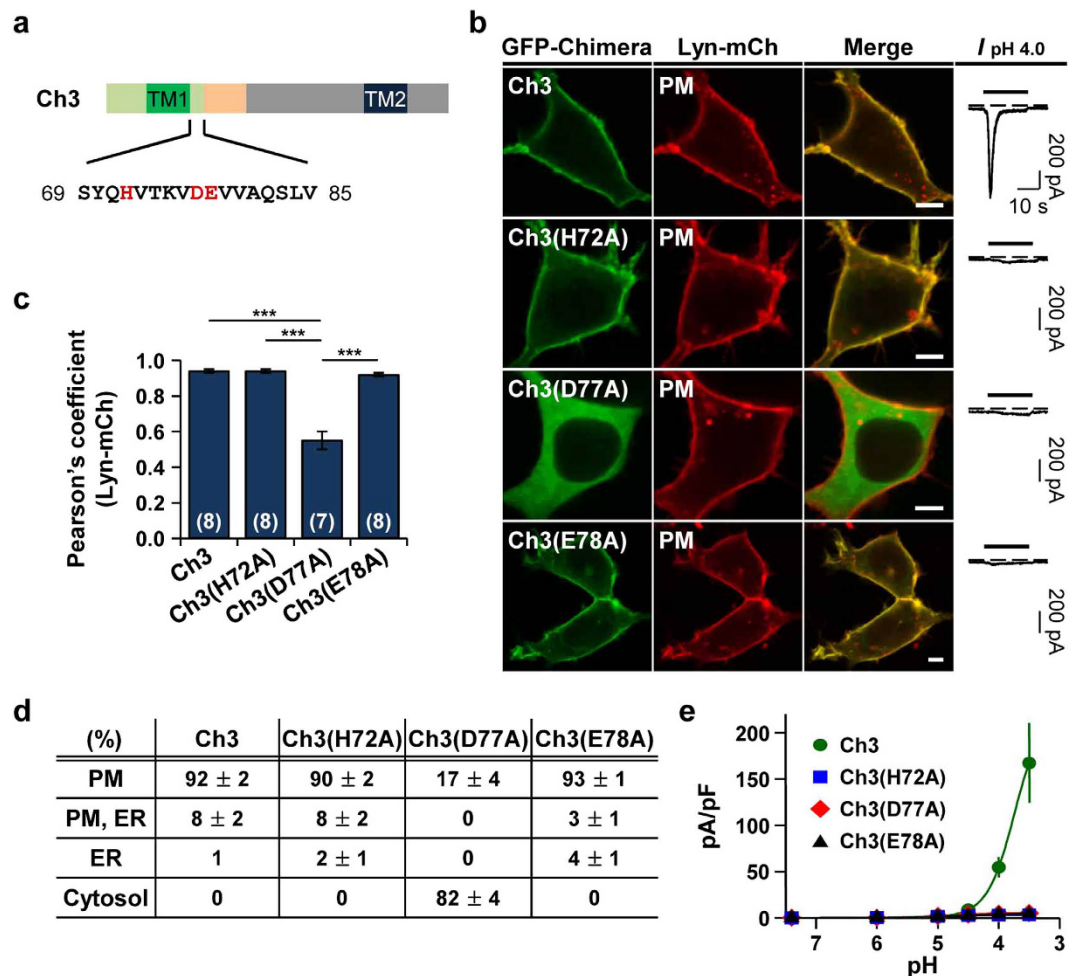 a
Ch3
TM1
TM2
69 SYQHVTKVDEVVAQSLV 85
b
GFP-Chimera Lyn-mCh Merge I pH 4.0
Ch3 PM
200 pA
10 s
Ch3(H72A) PM
200 pA
Ch3(D77A) PM
200 pA
Ch3(E78A) PM
200 pA
c
Pearson's coefficient
(Lyn-mCh)
***
*** ***
1.0
0.8
0.6
0.4
0.2
0.0
(8) (8) (7) (8)
Ch3 Ch3(H72A) Ch3(D77A) Ch3(E78A)
d
(%) Ch3 Ch3(H72A) Ch3(D77A) Ch3(E78A)
PM 92 ± 2 90 ± 2 17 ± 4 93 ± 1
PM, ER 8 ± 2 8 ± 2 0 3 ± 1
ER 1 2 ± 1 0 4 ± 1
Cytosol 0 0 82 ± 4 0
e
pA/pF
200
150
100
50
0
Ch3
Ch3(H72A)
Ch3(D77A)
Ch3(E78A)
7 6 5 4 3
pH